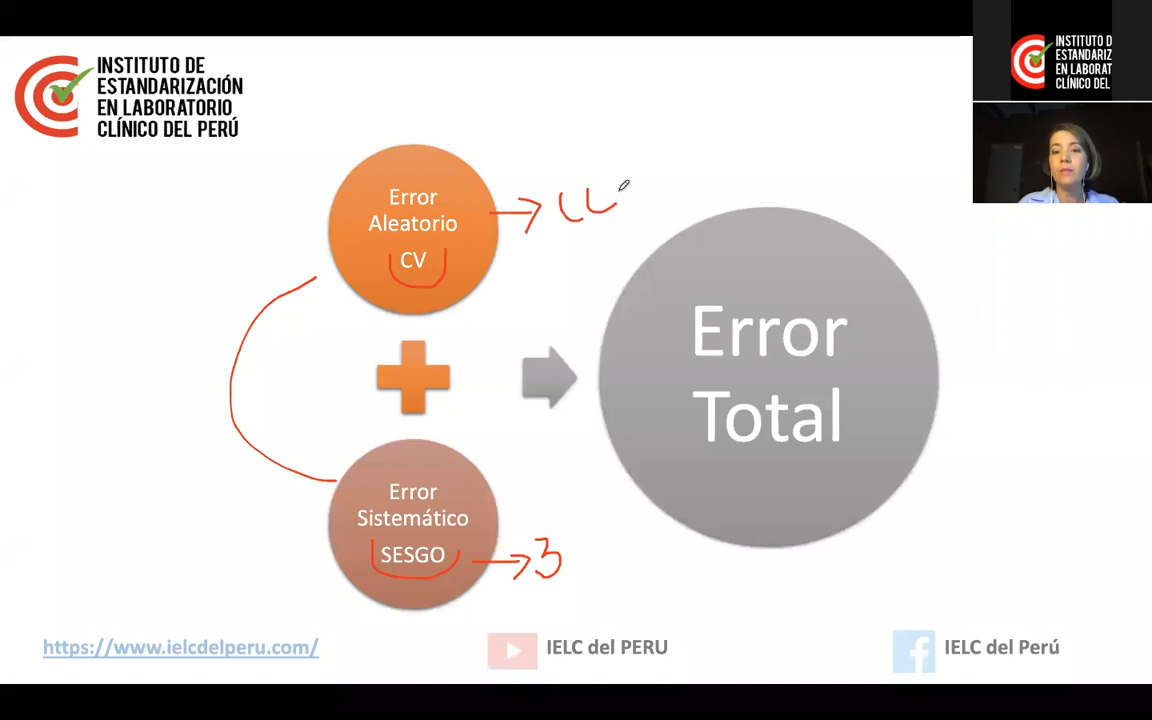 INSTITUTO DE
ESTANDARIZACIÓN
EN LABORATORIO
CLÍNICO DEL PERÚ
INSTITUTO D
ESTANDARIZ
EN LABORAT
CLÍNICO DEL
Error
Aleatorio
CV
Error
Total
Error
Sistemático
SESGO
3
https://www.ielcdelperu.com/
IELC del PERU
IELC del Perú